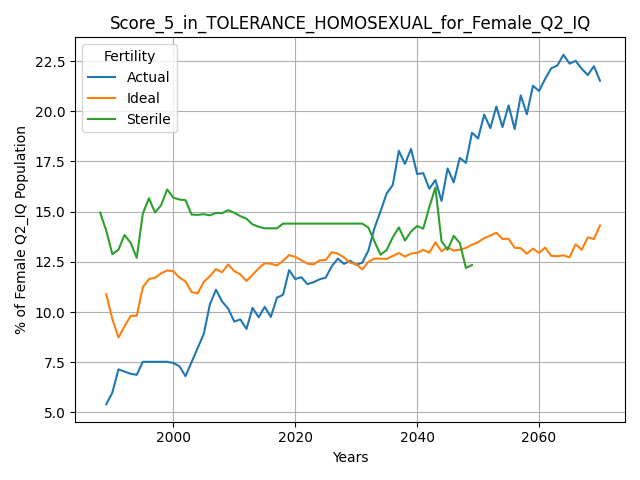 Score_5_in_TOLERANCE_HOMOSEXUAL_for_Female_Q2_IQ
Fertility
Actual
Ideal
Sterile
% of Female Q2_IQ Population
22.5
20.0
17.5
15.0
12.5
10.0
7.5
5.0
2000 2020 2040 2060
Years